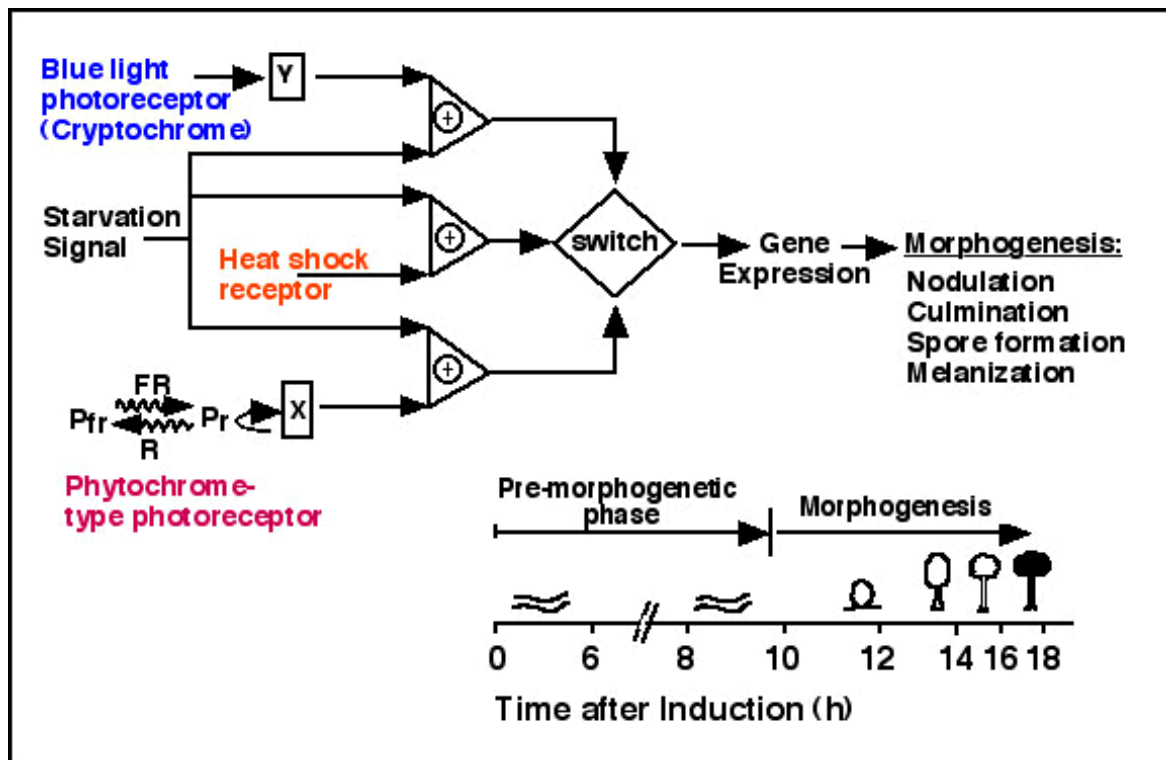 Blue light
photoreceptor
(Cryptochrome)
Y
+
Starvation
Signal
+
Heat shock
receptor
switch
Gene
Expression
Morphogenesis:
Nodulation
Culmination
Spore formation
Melanization
+
FR
Pfr
Pr
X
R
Phytochrome-
type photoreceptor
Pre-morphogenetic
phase
Morphogenesis
0 6 8 10 12 14 16 18
Time after Induction (h)